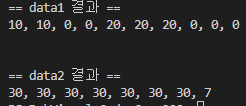 == data1 결과 ==
10, 10, 0, 0, 20, 20, 20, 0, 0, 0
== data2 결과 ==
30, 30, 30, 30, 30, 30, 30, 7